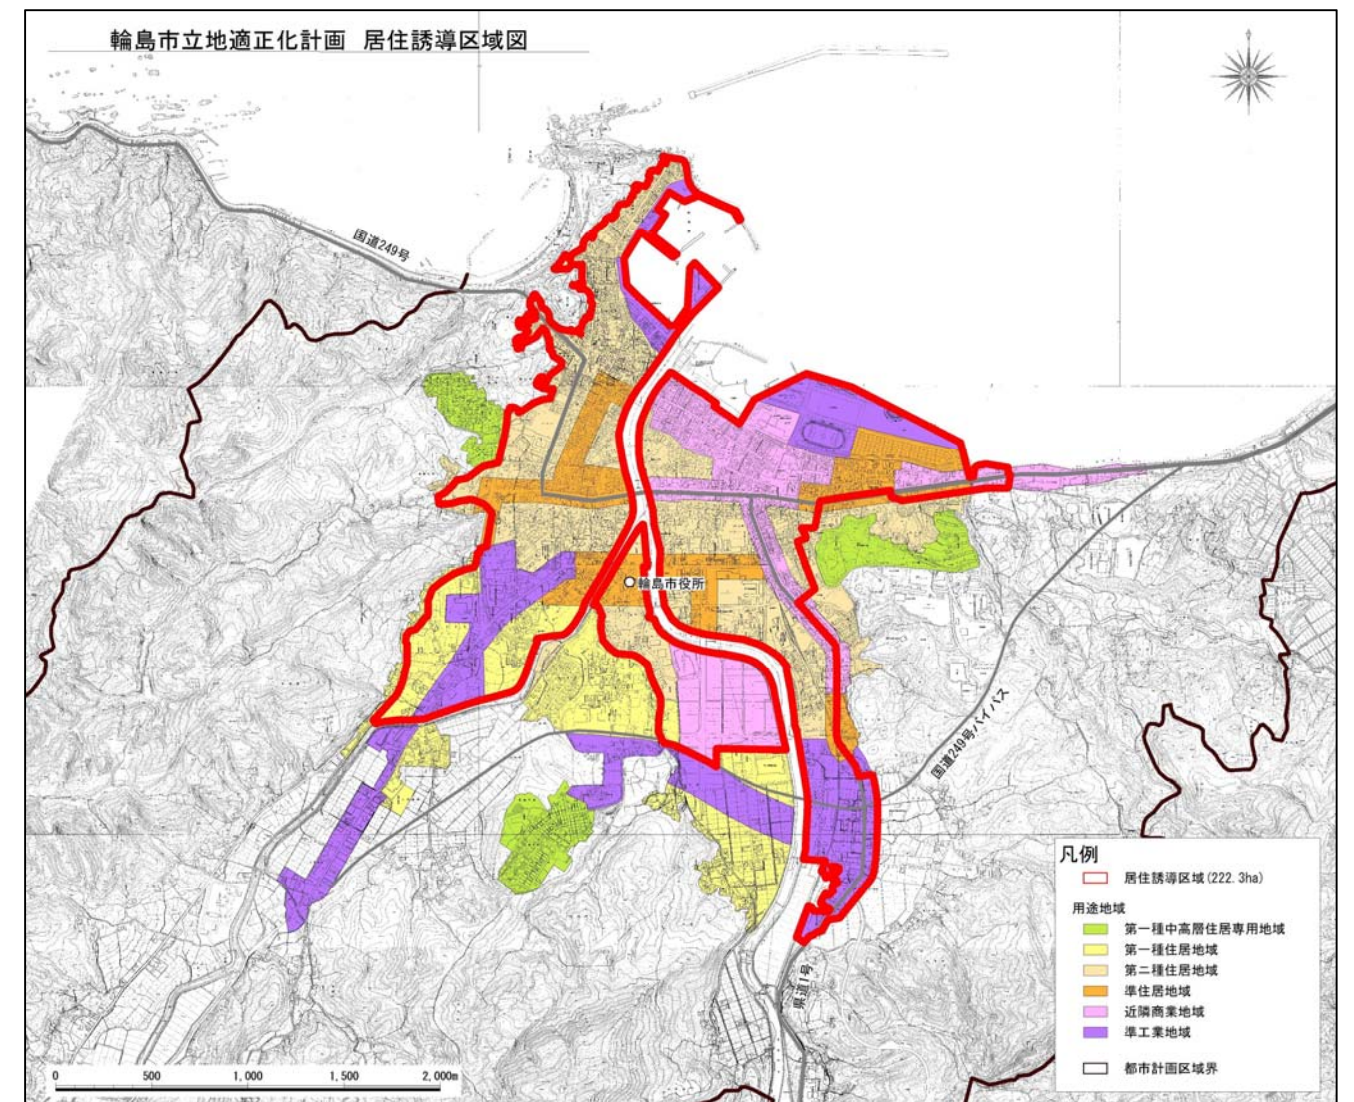 輪島市立地適正化計画 居住誘導区域図
国道249号
輪島市役所
国道249号バイパス
県道1号
凡例
居住誘導区域(222.3ha)
用途地域
第一種中高層住居専用地域
第一種住居地域
第二種住居地域
準住居地域
近隣商業地域
準工業地域
都市計画区域界
0 500 1,000 1,500 2,000m